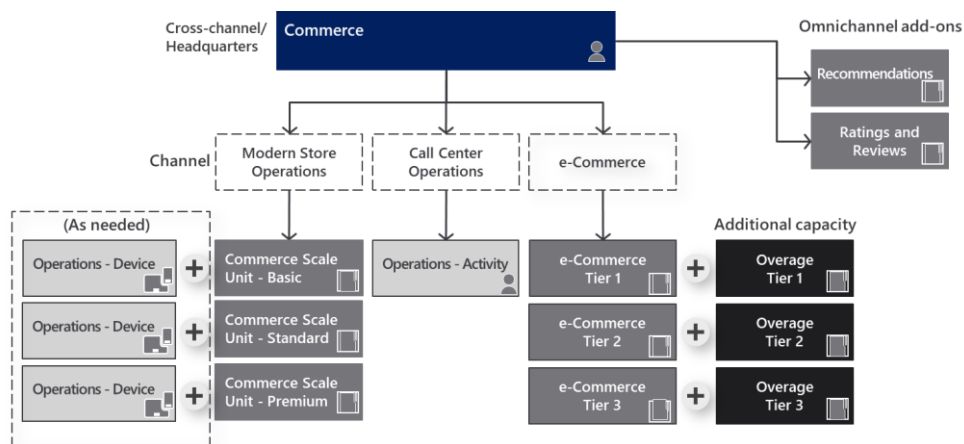 Cross-channel/
Headquarters
Commerce
Omnichannel add-ons
Recommendations
Ratings and
Reviews
Channel
Modern Store
Operations
Call Center
Operations
e-Commerce
(As needed)
Additional capacity
Operations - Device
Commerce Scale
Unit - Basic
Operations - Activity
e-Commerce
Tier 1
Overage
Tier 1
Operations - Device
Commerce Scale
Unit - Standard
e-Commerce
Tier 2
Overage
Tier 2
Operations - Device
Commerce Scale
Unit - Premium
e-Commerce
Tier 3
Overage
Tier 3